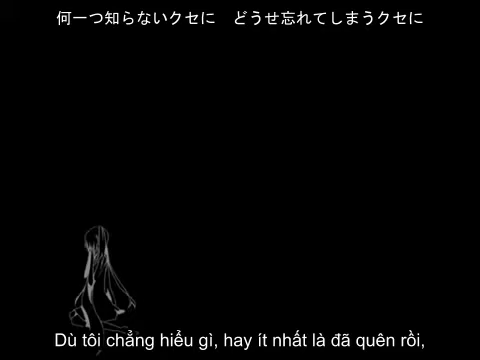 何一つ知らないクセに　どうせ忘れてしまうクセに
Dù tôi chẳng hiểu gì, hay ít nhất là đã quên rồi,